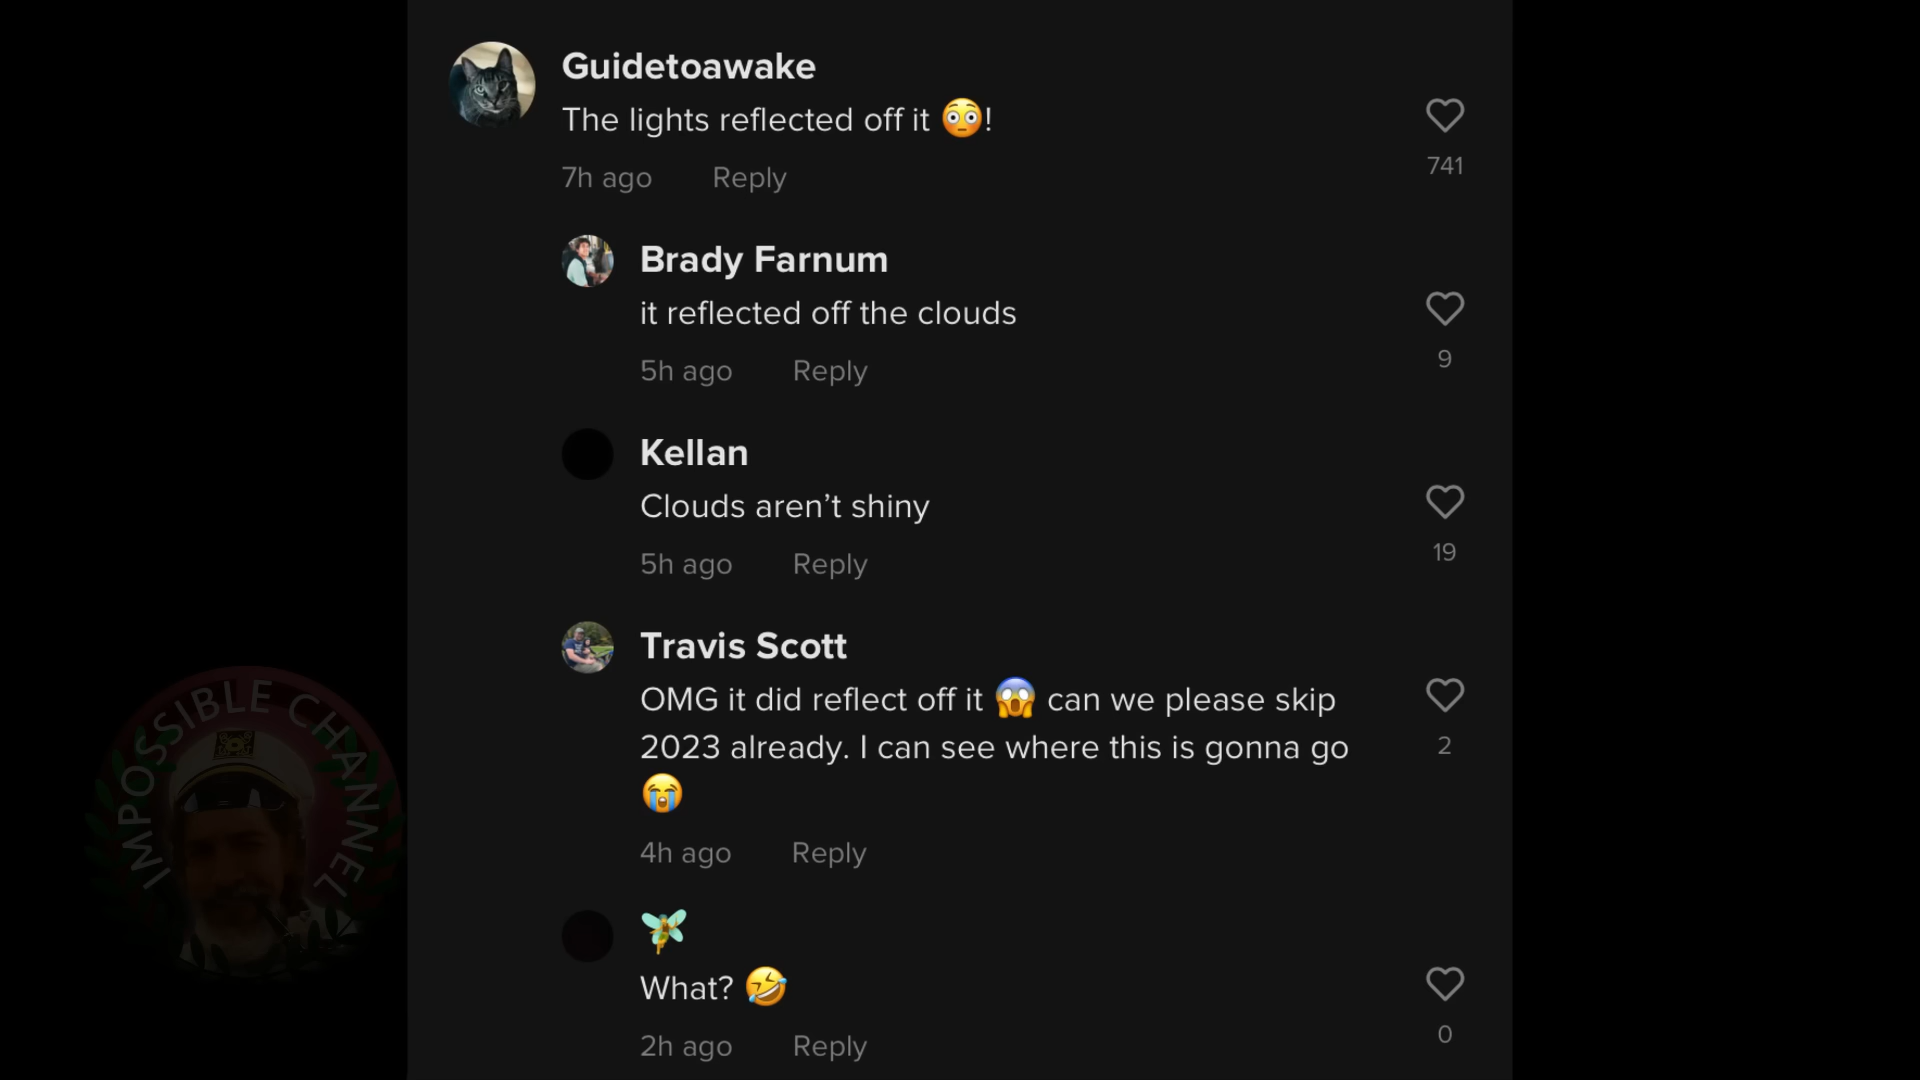 Guidetoawake
The lights reflected off it 😳!
741
7h ago Reply
Brady Farnum
it reflected off the clouds
9
5h ago Reply
Kellan
Clouds aren’t shiny
19
5h ago Reply
Travis Scott
OMG it did reflect off it 😱 can we please skip
2023 already. I can see where this is gonna go
😭
2
4h ago Reply
🧚
What? 🤣
0
2h ago Reply
IMPOSSIBLE CHANNEL